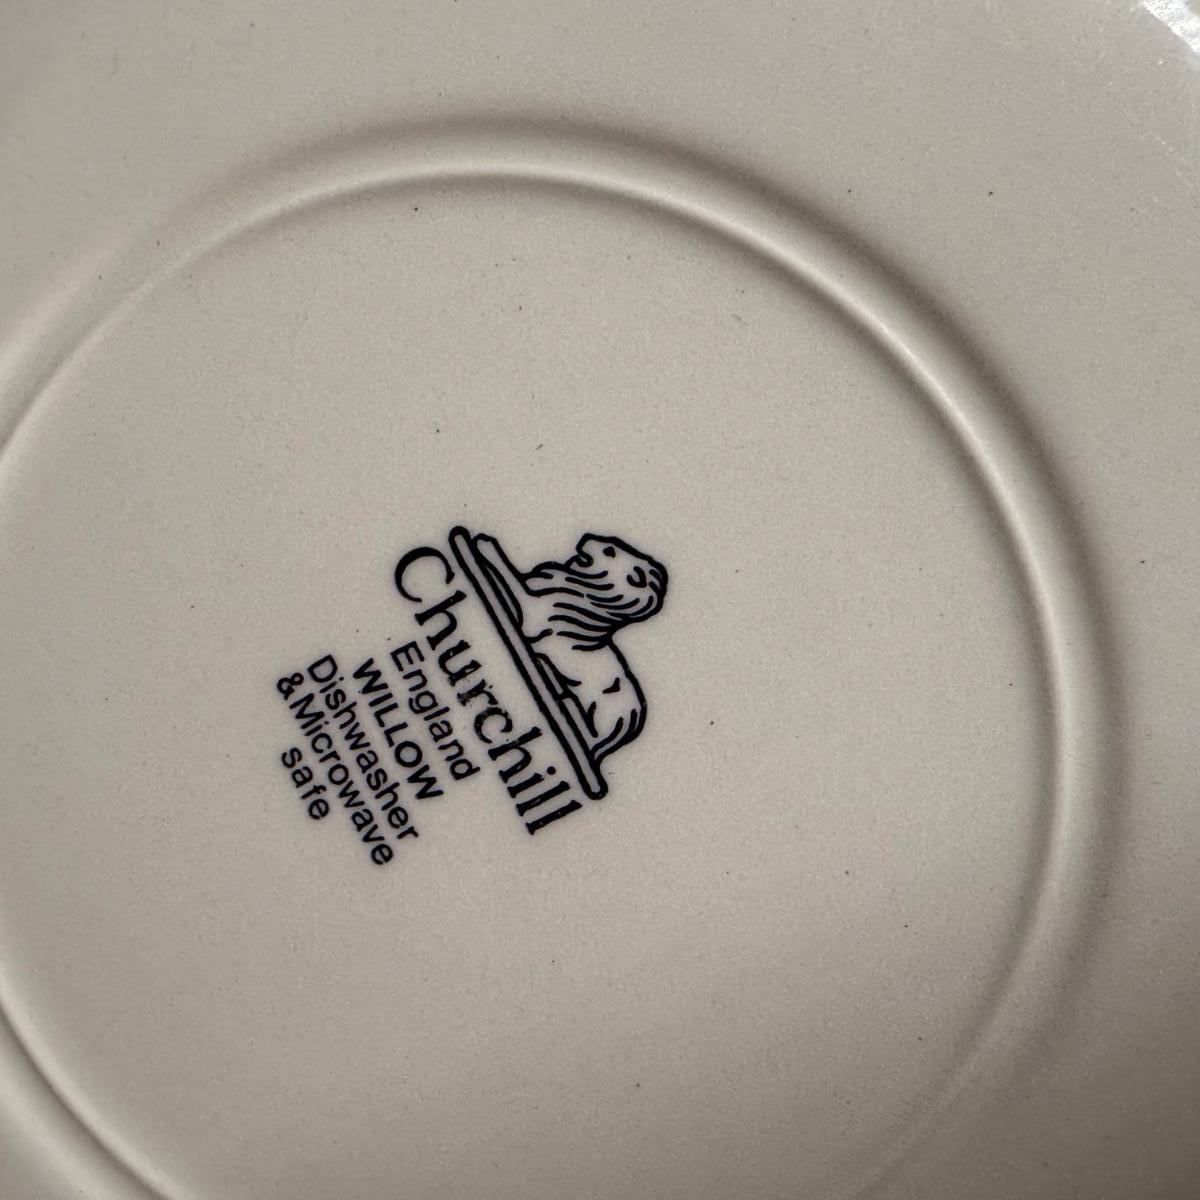 Churchill
England
WILLOW
Dishwasher
&Microwave
safe